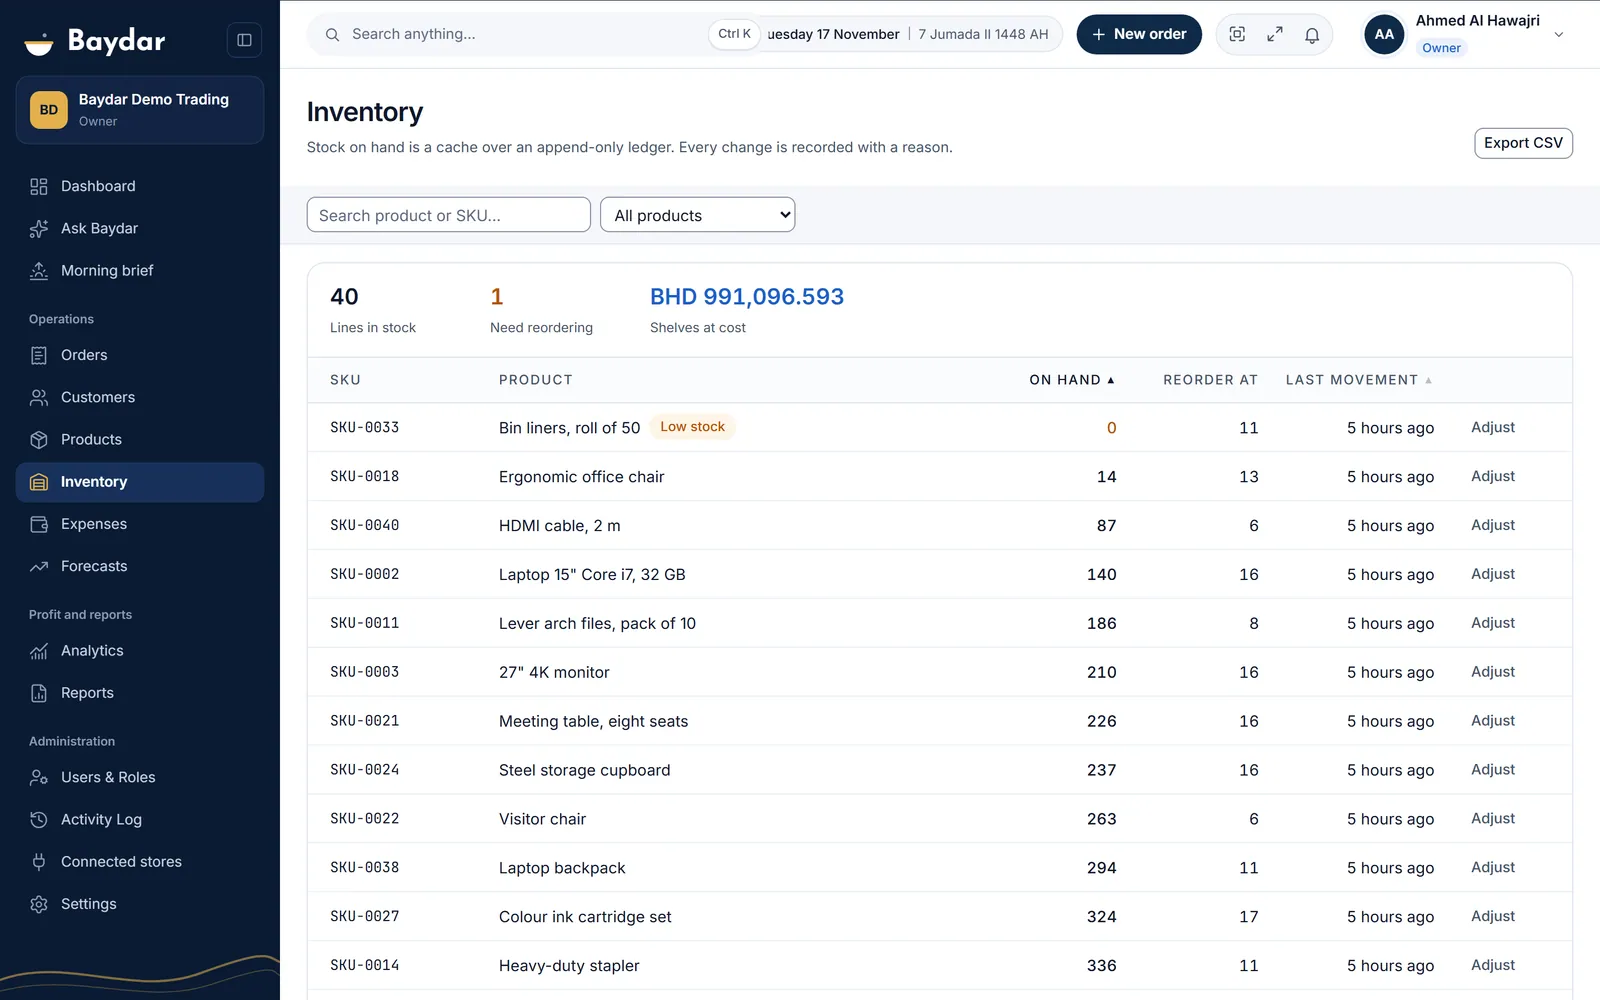 Baydar
BD
Baydar Demo Trading
Owner
Dashboard
Ask Baydar
Morning brief
Operations
Orders
Customers
Products
Inventory
Expenses
Forecasts
Profit and reports
Analytics
Reports
Administration
Users & Roles
Activity Log
Connected stores
Settings
Search anything... Ctrl K uesday 17 November 7 Jumada II 1448 AH + New order AA Ahmed Al Hawajri
Owner
Inventory
Stock on hand is a cache over an append-only ledger. Every change is recorded with a reason.
Export CSV
Search product or SKU... All products
40 1 BHD 991,096.593
Lines in stock Need reordering Shelves at cost
SKU PRODUCT ON HAND ▲ REORDER AT LAST MOVEMENT ▲
SKU-0033 Bin liners, roll of 50 Low stock 0 11 5 hours ago Adjust
SKU-0018 Ergonomic office chair 14 13 5 hours ago Adjust
SKU-0040 HDMI cable, 2 m 87 6 5 hours ago Adjust
SKU-0002 Laptop 15" Core i7, 32 GB 140 16 5 hours ago Adjust
SKU-0011 Lever arch files, pack of 10 186 8 5 hours ago Adjust
SKU-0003 27" 4K monitor 210 16 5 hours ago Adjust
SKU-0021 Meeting table, eight seats 226 16 5 hours ago Adjust
SKU-0024 Steel storage cupboard 237 16 5 hours ago Adjust
SKU-0022 Visitor chair 263 6 5 hours ago Adjust
SKU-0038 Laptop backpack 294 11 5 hours ago Adjust
SKU-0027 Colour ink cartridge set 324 17 5 hours ago Adjust
SKU-0014 Heavy-duty stapler 336 11 5 hours ago Adjust